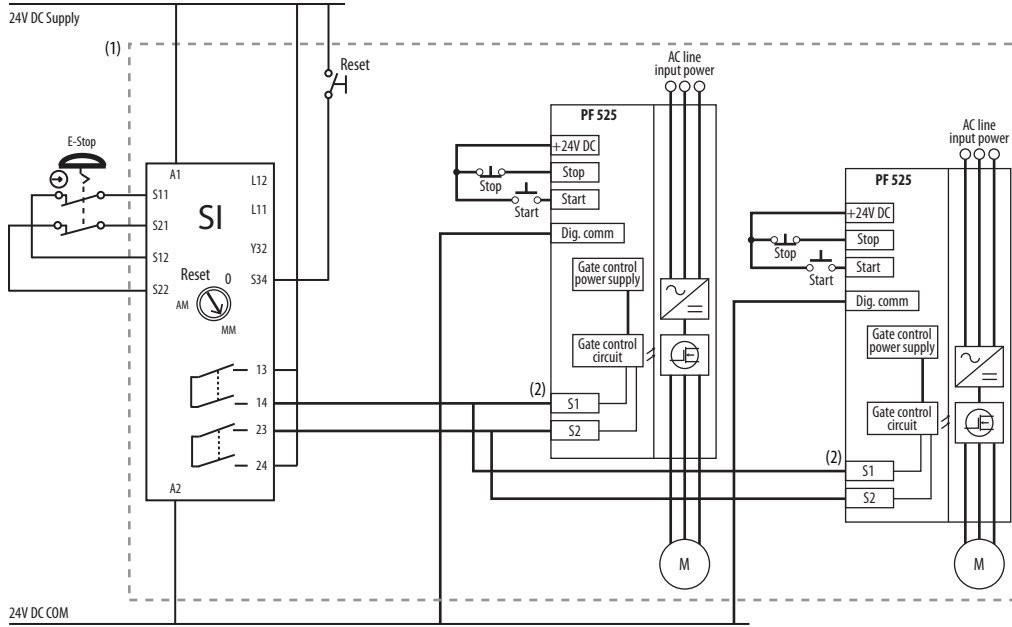 24V DC Supply
(1)
Reset
E-Stop
A1
S11
S21
S12
S22
SI
L12
L11
Y32
S34
Reset
0
AM
MM
13
14
23
24
A2
24V DC COM
AC line
input power
PF 525
+24V DC
Stop
Start
Stop
Start
Dig. comm
Gate control
power supply
Gate control
circuit
(2)
S1
S2
M
AC line
input power
PF 525
+24V DC
Stop
Start
Stop
Start
Dig. comm
Gate control
power supply
Gate control
circuit
(2)
S1
S2
M